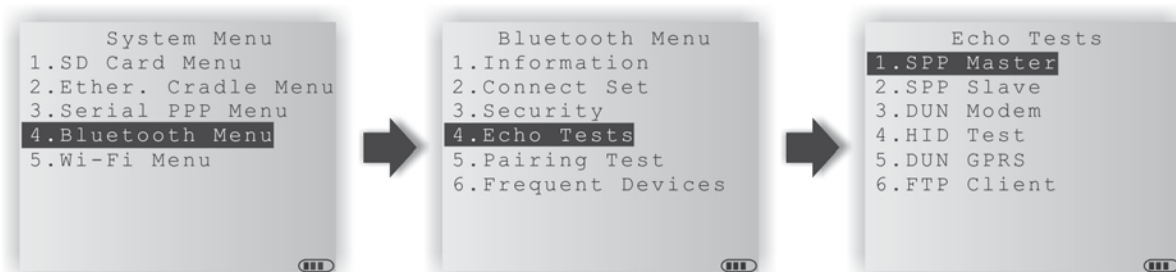 System Menu
1.SD Card Menu
2.Ether. Cradle Menu
3.Serial PPP Menu
4.Bluetooth Menu
5.Wi-Fi Menu
Bluetooth Menu
1.Information
2.Connect Set
3.Security
4.Echo Tests
5.Pairing Test
6.Frequent Devices
Echo Tests
1.SPP Master
2.SPP Slave
3.DUN Modem
4.HID Test
5.DUN GPRS
6.FTP Client